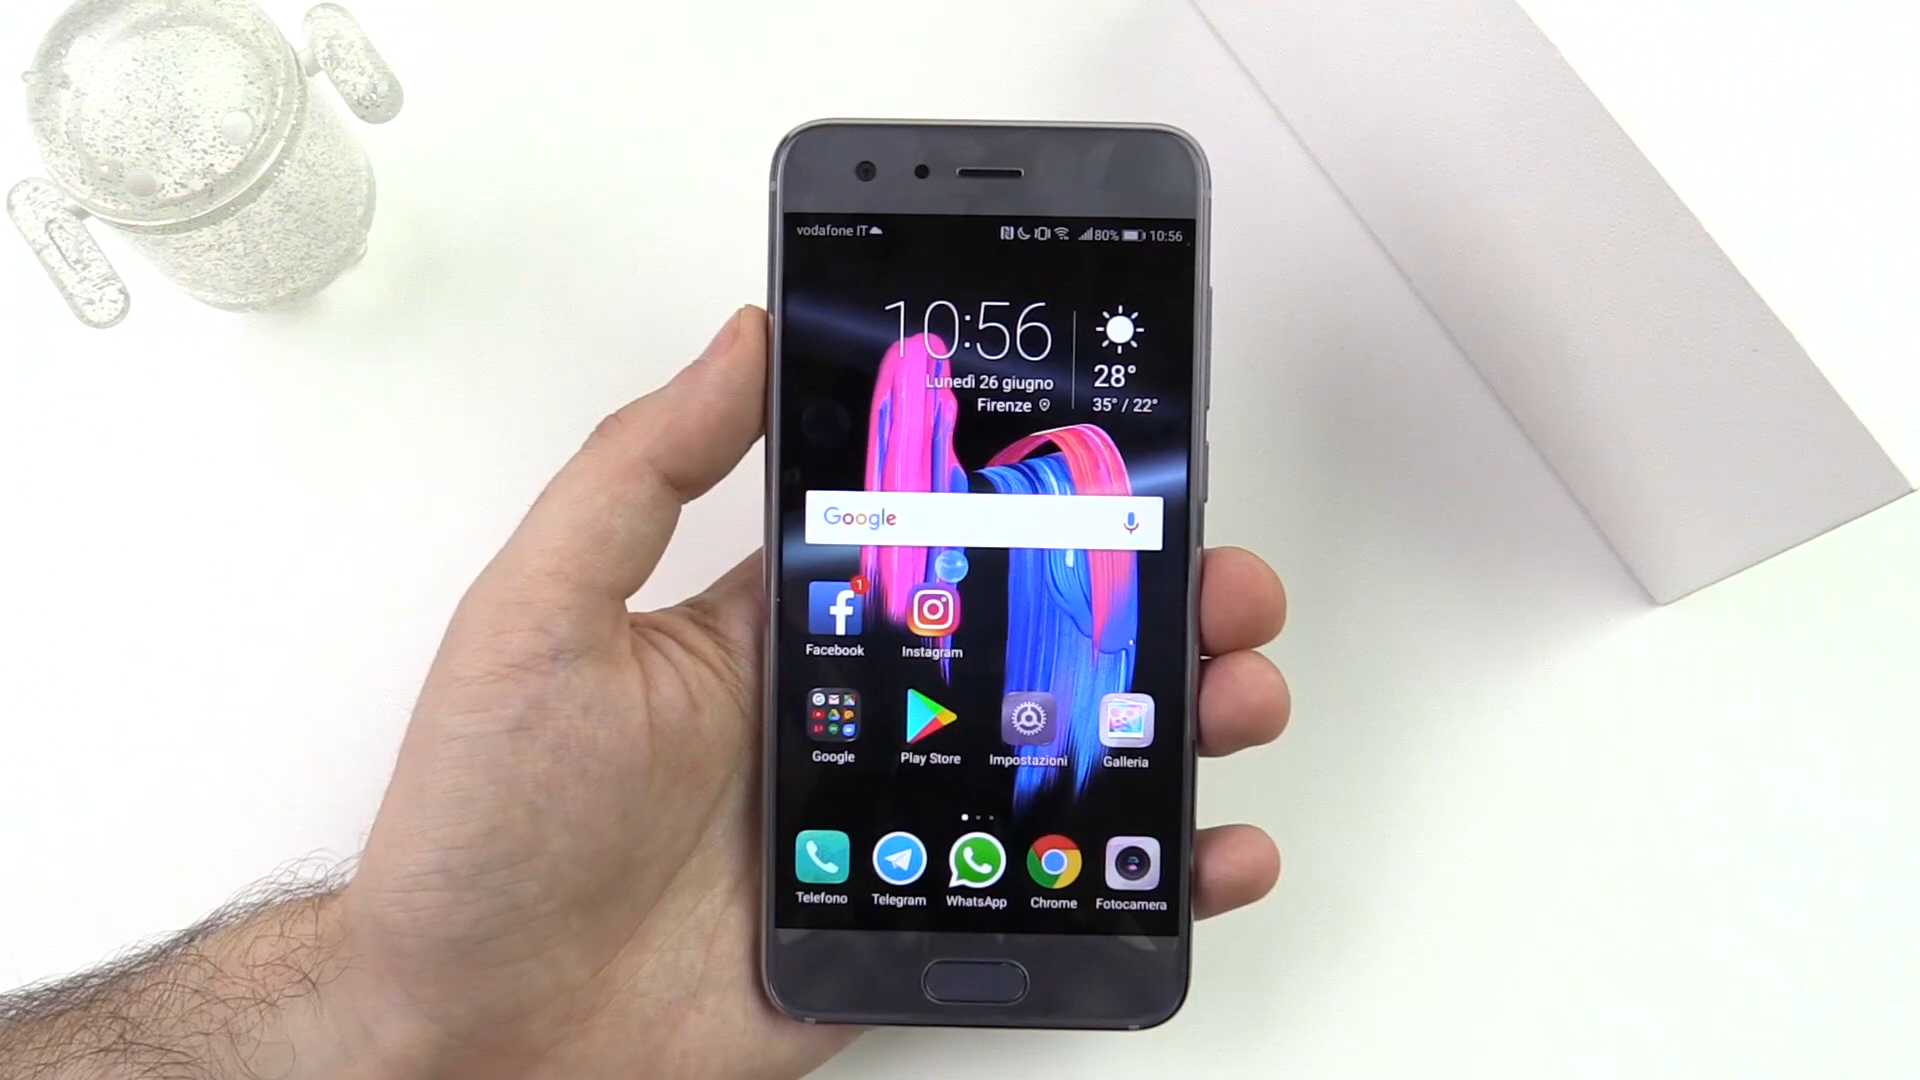 vodafone IT
80% 10:56
10:56
Lunedì 26 giugno
Firenze
28°
35° / 22°
Google
1
Facebook
Instagram
Google
Play Store
Impostazioni
Galleria
Telefono
Telegram
WhatsApp
Chrome
Fotocamera